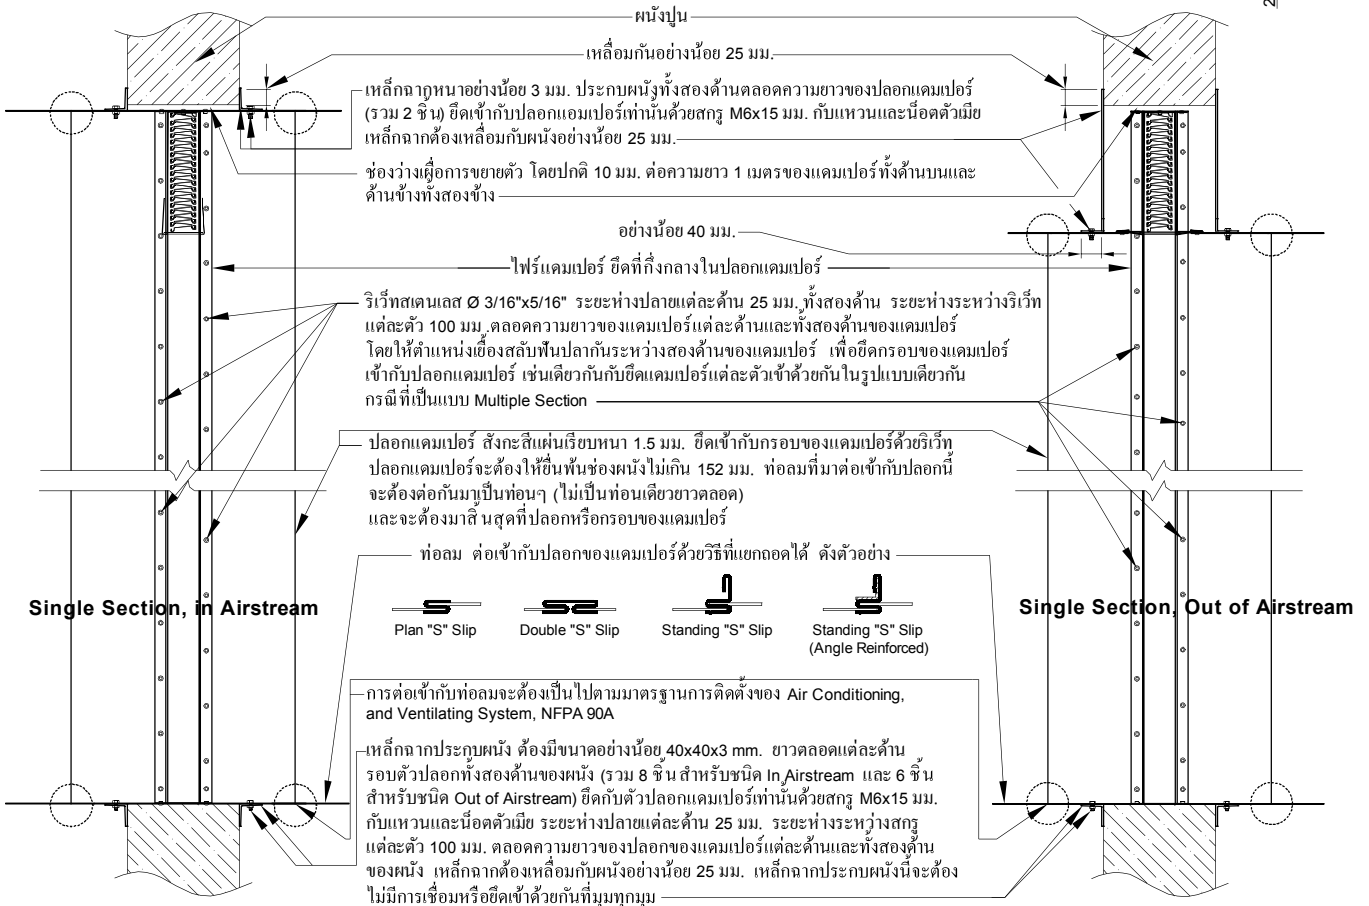 ผนังปูน
เหลื่อมกันอย่างน้อย 25 มม.
เหล็กฉากหนาอย่างน้อย 3 มม. ประกบผนังทั้งสองด้านตลอดความยาวของปลอกแดมเปอร์
(รวม 2 ชิ้น) ยึดเข้ากับปลอกแอมเปอร์เท่านั้นด้วยสกรู M6x15 มม. กับแหวนและน็อตตัวเมีย
เหล็กฉากต้องเหลื่อมกับผนังอย่างน้อย 25 มม.
ช่องว่างเผื่อการขยายตัว โดยปกติ 10 มม. ต่อความยาว 1 เมตรของแดมเปอร์ทั้งด้านบนและ
ด้านข้างทั้งสองข้าง
อย่างน้อย 40 มม.
ไฟร์แดมเปอร์ ยึดที่กึ่งกลางในปลอกแดมเปอร์
ริเว็ทสเตนเลส Ø 3/16"x5/16" ระยะห่างปลายแต่ละด้าน 25 มม. ทั้งสองด้าน ระยะห่างระหว่างริเว็ท
แต่ละตัว 100 มม .ตลอดความยาวของแดมเปอร์แต่ละด้านและทั้งสองด้านของแดมเปอร์
โดยให้ตำแหน่งเยื้องสลับฟันปลากันระหว่างสองด้านของแดมเปอร์ เพื่อยึดกรอบของแดมเปอร์
เข้ากับปลอกแดมเปอร์ เช่นเดียวกันกับยึดแดมเปอร์แต่ละตัวเข้าด้วยกันในรูปแบบเดียวกัน
กรณีที่เป็นแบบ Multiple Section
ปลอกแดมเปอร์ สังกะสีแผ่นเรียบหนา 1.5 มม. ยึดเข้ากับกรอบของแดมเปอร์ด้วยริเว็ท
ปลอกแดมเปอร์จะต้องให้ยื่นพ้นช่องผนังไม่เกิน 152 มม. ท่อลมที่มาต่อเข้ากับปลอกนี้
จะต้องต่อกันมาเป็นท่อนๆ (ไม่เป็นท่อนเดียวยาวตลอด)
และจะต้องมาสิ้นสุดที่ปลอกหรือกรอบของแดมเปอร์
ท่อลม ต่อเข้ากับปลอกของแดมเปอร์ด้วยวิธีที่แยกถอดได้ ดังตัวอย่าง
Single Section, in Airstream
Single Section, Out of Airstream
Plan "S" Slip
Double "S" Slip
Standing "S" Slip
Standing "S" Slip
(Angle Reinforced)
การต่อเข้ากับท่อลมจะต้องเป็นไปตามมาตรฐานการติดตั้งของ Air Conditioning,
and Ventilating System, NFPA 90A
เหล็กฉากประกบผนัง ต้องมีขนาดอย่างน้อย 40x40x3 mm. ยาวตลอดแต่ละด้าน
รอบตัวปลอกทั้งสองด้านของผนัง (รวม 8 ชิ้น สำหรับชนิด In Airstream และ 6 ชิ้น
สำหรับชนิด Out of Airstream) ยึดกับตัวปลอกแดมเปอร์เท่านั้นด้วยสกรู M6x15 มม.
กับแหวนและน็อตตัวเมีย ระยะห่างปลายแต่ละด้าน 25 มม. ระยะห่างระหว่างสกรู
แต่ละตัว 100 มม. ตลอดความยาวของปลอกของแดมเปอร์แต่ละด้านและทั้งสองด้าน
ของผนัง เหล็กฉากต้องเหลื่อมกับผนังอย่างน้อย 25 มม. เหล็กฉากประกบผนังนี้จะต้อง
ไม่มีการเชื่อมหรือยึดเข้าด้วยกันที่มุมทุกมุม